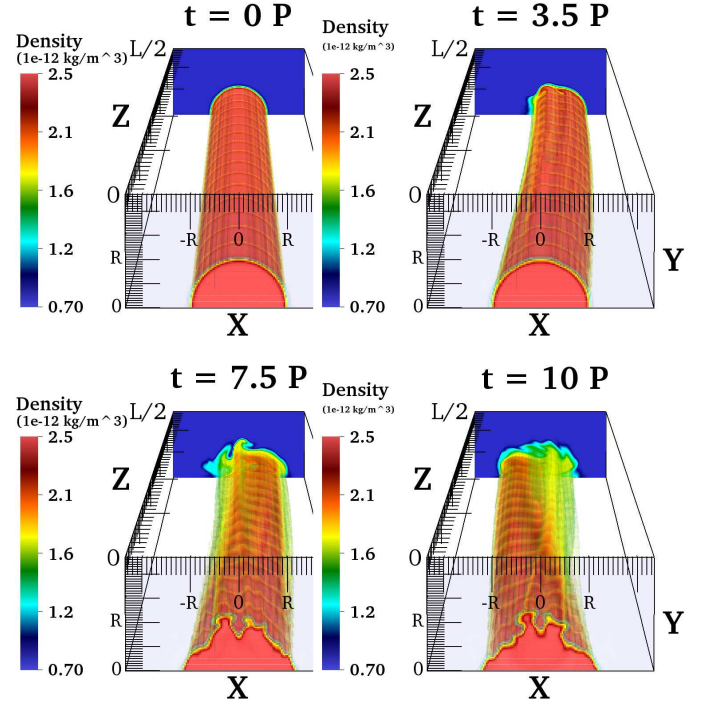 t = 0 P
Density
(1e-12 kg/m^3)
2.5
2.1
1.6
1.2
0.70
L/2
Z
0
R
0
-R 0 R
X
t = 3.5 P
Density
(1e-12 kg/m^3)
2.5
2.1
1.6
1.2
0.70
L/2
Z
0
R
0
-R 0 R
X
Y
t = 7.5 P
Density
(1e-12 kg/m^3)
2.5
2.1
1.6
1.2
0.70
L/2
Z
0
R
0
-R 0 R
X
t = 10 P
Density
(1e-12 kg/m^3)
2.5
2.1
1.6
1.2
0.70
L/2
Z
0
R
0
-R 0 R
X
Y